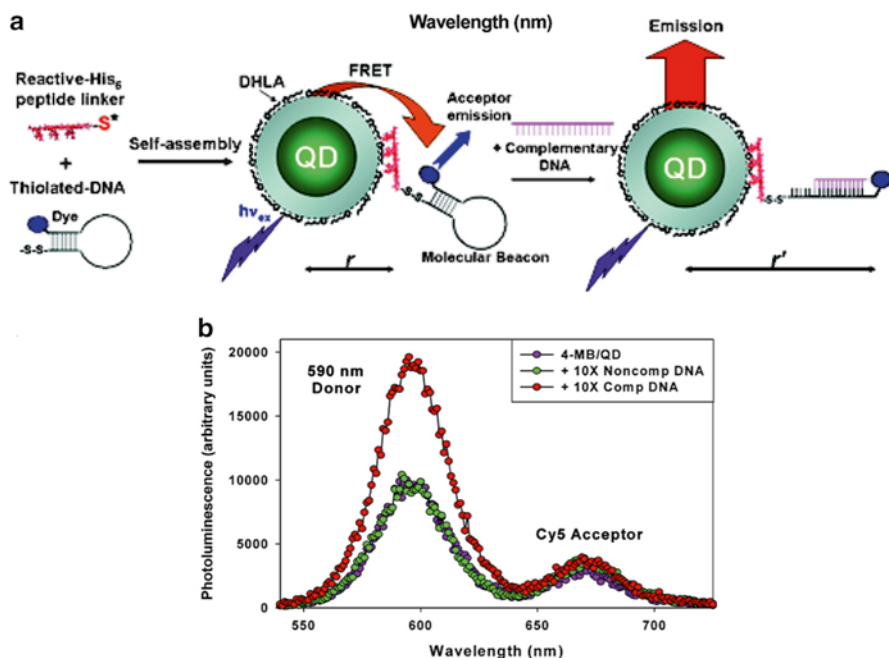 a
Wavelength (nm)
Emission
Reactive-His6
peptide linker
S*
+
Thiolated-DNA
Dye
-S-S-
Self-assembly
DHLA
FRET
QD
hνex
r
Acceptor
emission
-S-S-
Molecular Beacon
+ Complementary
DNA
QD
-S-S-
r'
b
20000
15000
10000
5000
0
Photoluminescence (arbitrary units)
590 nm
Donor
4-MB/QD
+ 10X Noncomp DNA
+ 10X Comp DNA
Cy5 Acceptor
550 600 650 700
Wavelength (nm)